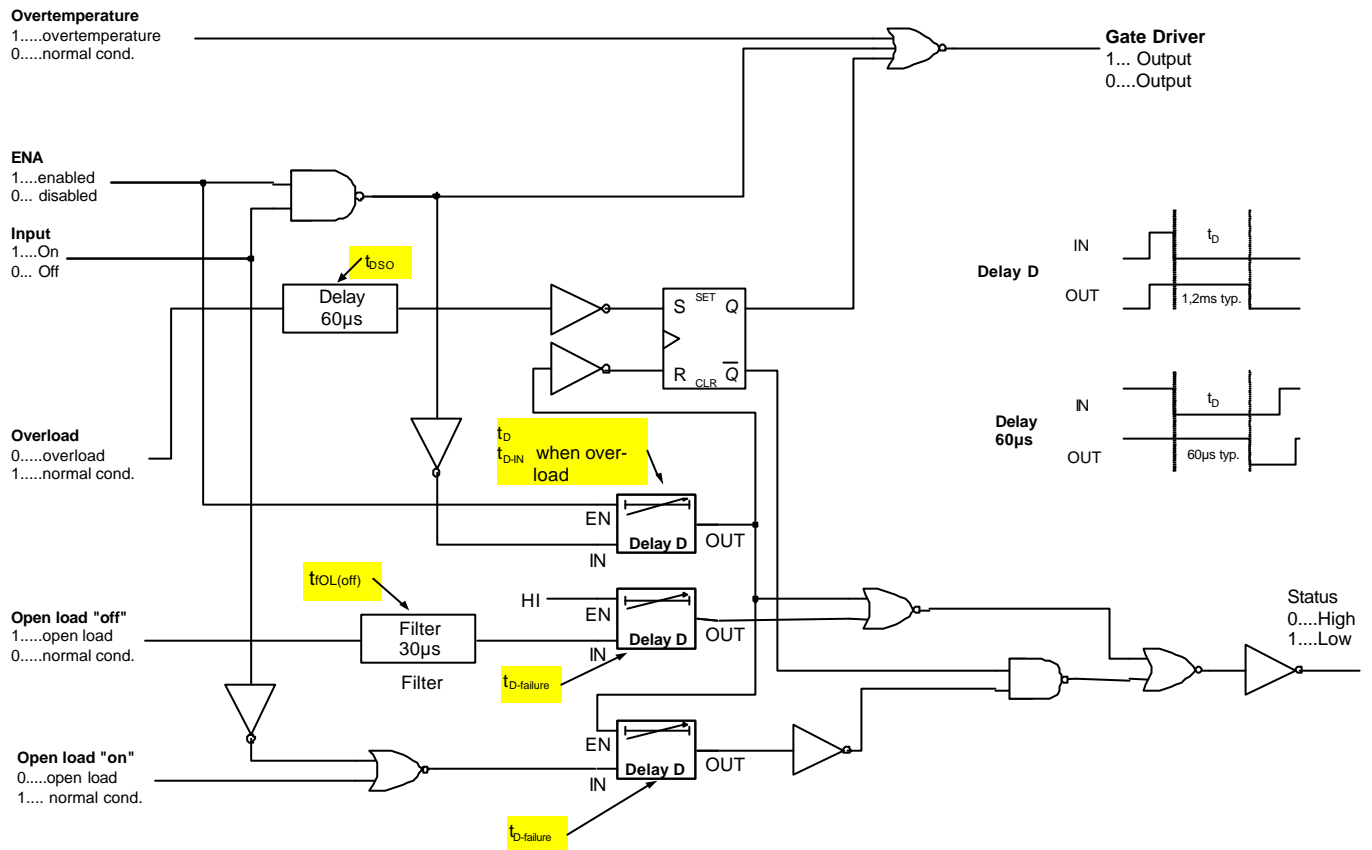 Overtemperature
1.....overtemperature
0.....normal cond.
Gate Driver
1... Output
0....Output
ENA
1....enabled
0... disabled
Input
1....On
0... Off
tDSO
Delay
60µs
S SET Q
R CLR Q̅
Delay D
IN
tD
OUT
1,2ms typ.
Delay
60µs
IN
tD
OUT
60µs typ.
Overload
0.....overload
1.....normal cond.
tD
tD-IN when over-
load
EN
IN
Delay D
OUT
tfOL(off)
Open load "off"
1.....open load
0.....normal cond.
Filter
30µs
Filter
HI
EN
IN
Delay D
OUT
tD-failure
Status
0....High
1....Low
Open load "on"
0.....open load
1.... normal cond.
EN
IN
Delay D
OUT
tD-failure